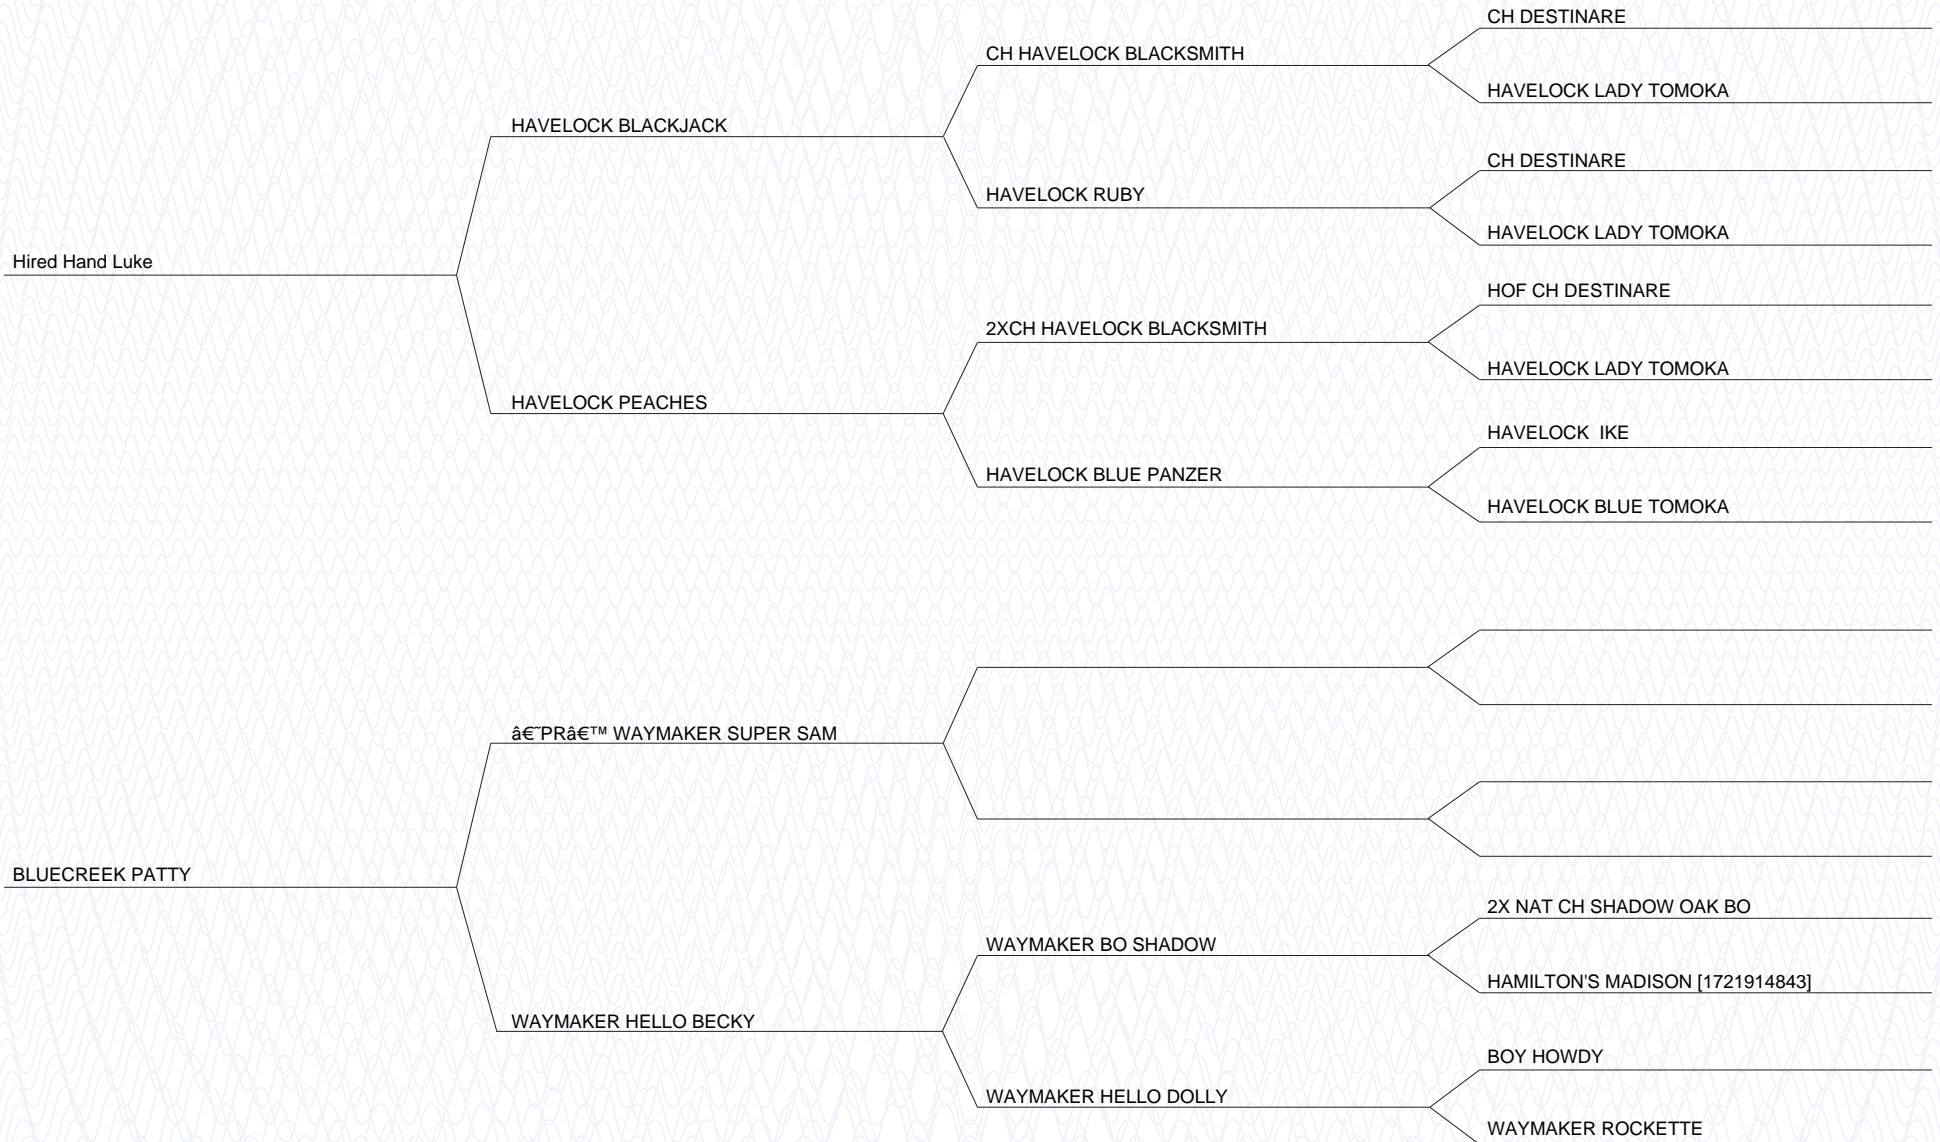 CH DESTINARE
CH HAVELOCK BLACKSMITH
HAVELOCK LADY TOMOKA
HAVELOCK BLACKJACK
CH DESTINARE
HAVELOCK RUBY
HAVELOCK LADY TOMOKA
Hired Hand Luke
HOF CH DESTINARE
2XCH HAVELOCK BLACKSMITH
HAVELOCK LADY TOMOKA
HAVELOCK PEACHES
HAVELOCK  IKE
HAVELOCK BLUE PANZER
HAVELOCK BLUE TOMOKA
â€˜PRâ€™ WAYMAKER SUPER SAM
BLUECREEK PATTY
2X NAT CH SHADOW OAK BO
WAYMAKER BO SHADOW
HAMILTON'S MADISON [1721914843]
WAYMAKER HELLO BECKY
BOY HOWDY
WAYMAKER HELLO DOLLY
WAYMAKER ROCKETTE